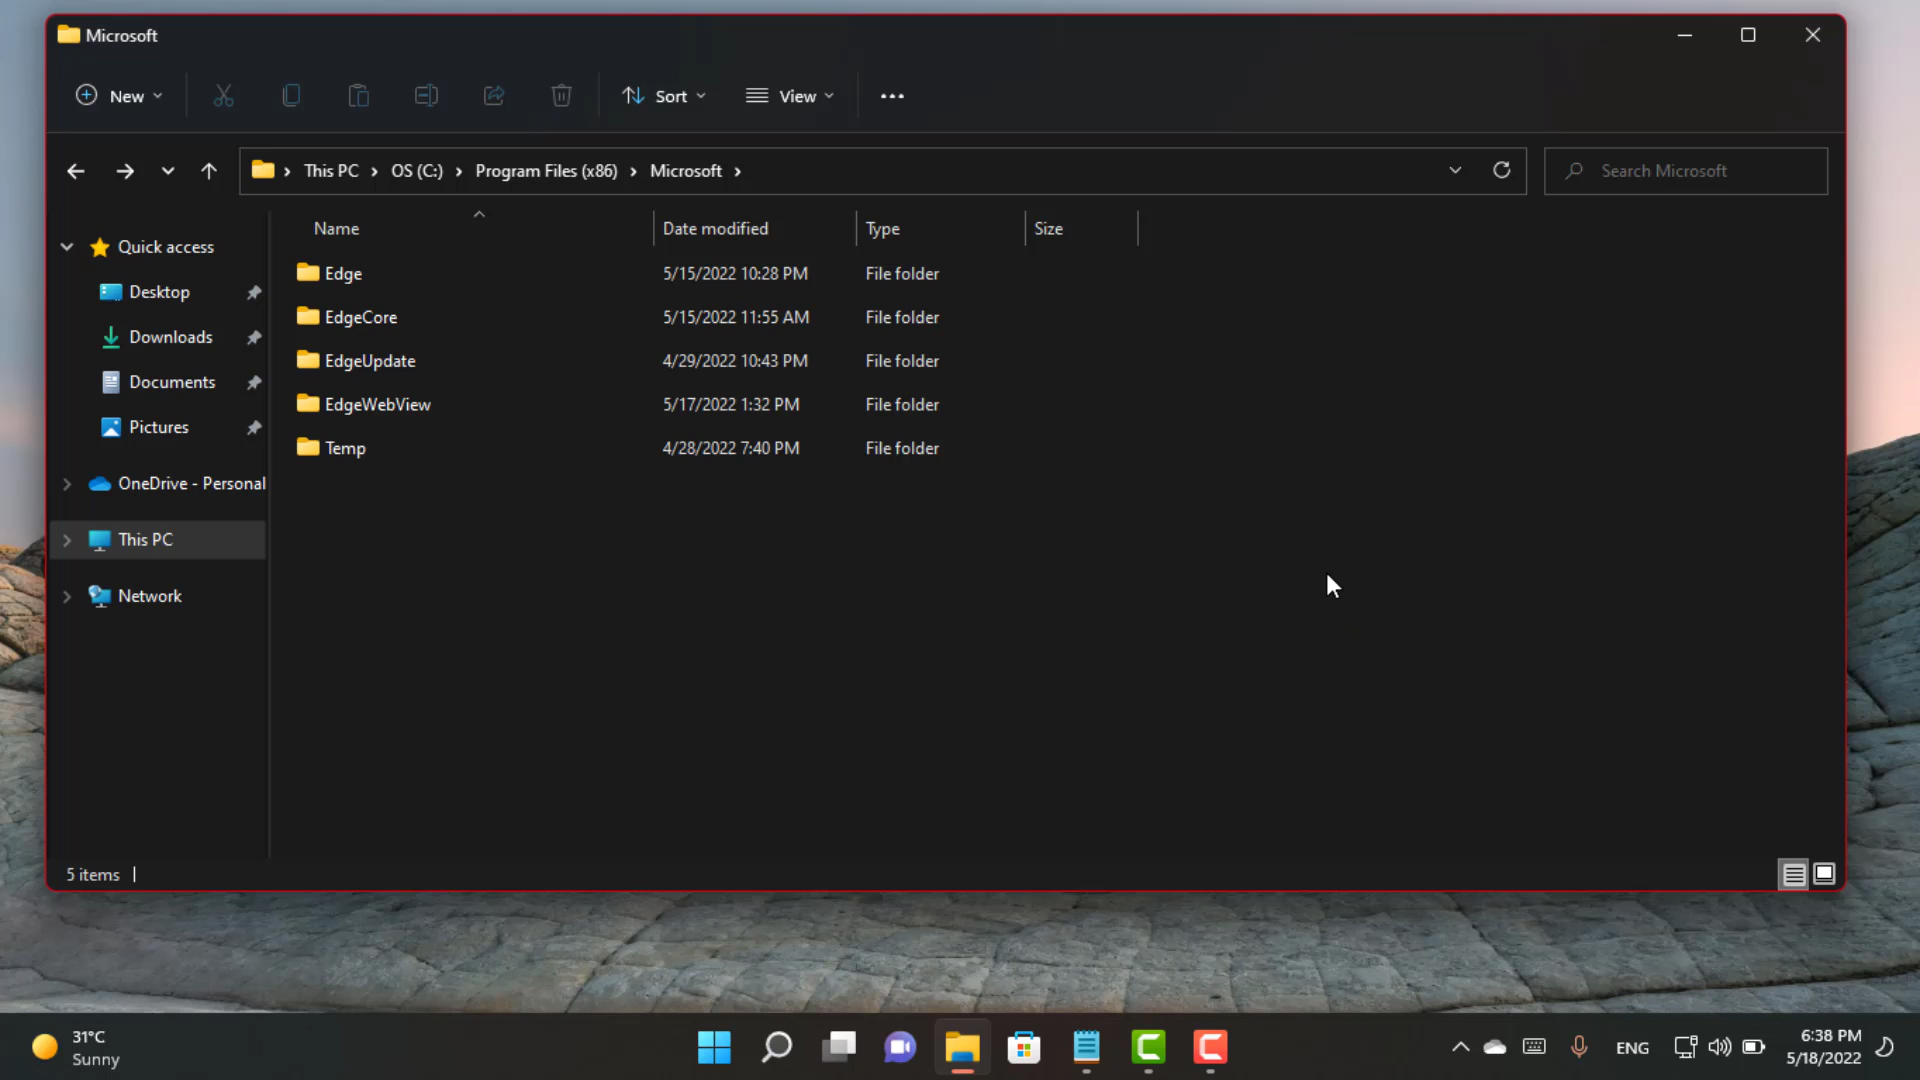 Microsoft
New
Sort
View
This PC
OS (C:)
Program Files (x86)
Microsoft
Search Microsoft
Name
Date modified
Type
Size
Quick access
Desktop
Downloads
Documents
Pictures
OneDrive - Personal
This PC
Network
Edge 5/15/2022 10:28 PM File folder
EdgeCore 5/15/2022 11:55 AM File folder
EdgeUpdate 4/29/2022 10:43 PM File folder
EdgeWebView 5/17/2022 1:32 PM File folder
Temp 4/28/2022 7:40 PM File folder
5 items
31°C
Sunny
ENG
6:38 PM
5/18/2022